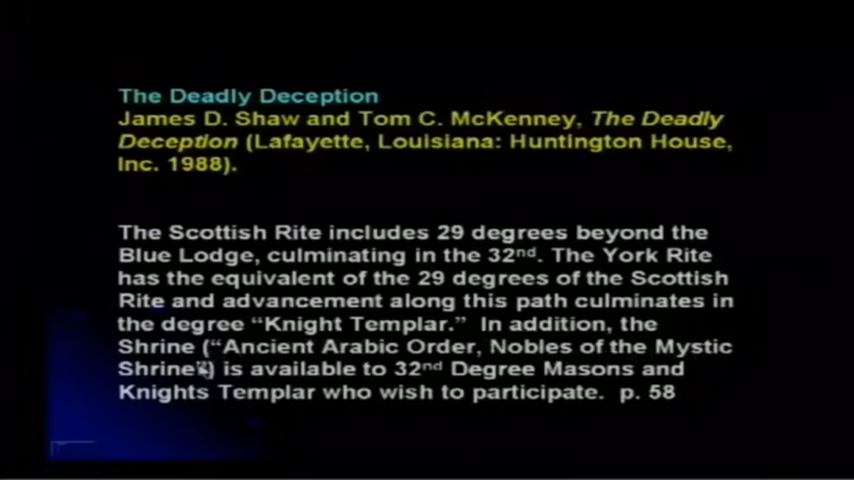 The Deadly Deception
James D. Shaw and Tom C. McKenney, The Deadly
Deception (Lafayette, Louisiana: Huntington House,
Inc. 1988).
The Scottish Rite includes 29 degrees beyond the
Blue Lodge, culminating in the 32nd. The York Rite
has the equivalent of the 29 degrees of the Scottish
Rite and advancement along this path culminates in
the degree “Knight Templar.” In addition, the
Shrine (“Ancient Arabic Order, Nobles of the Mystic
Shrine”) is available to 32nd Degree Masons and
Knights Templar who wish to participate. p. 58